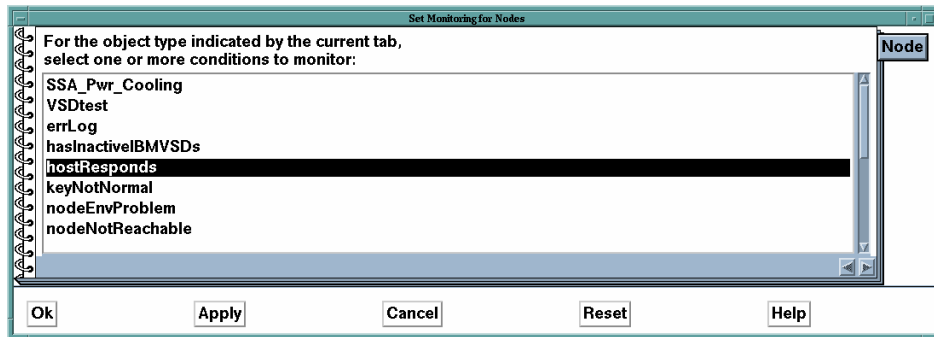 Set Monitoring for Nodes
For the object type indicated by the current tab,
select one or more conditions to monitor:
Node
SSA_Pwr_Cooling
VSDtest
errLog
hasInactiveIBMVSDs
hostResponds
keyNotNormal
nodeEnvProblem
nodeNotReachable
Ok Apply Cancel Reset Help